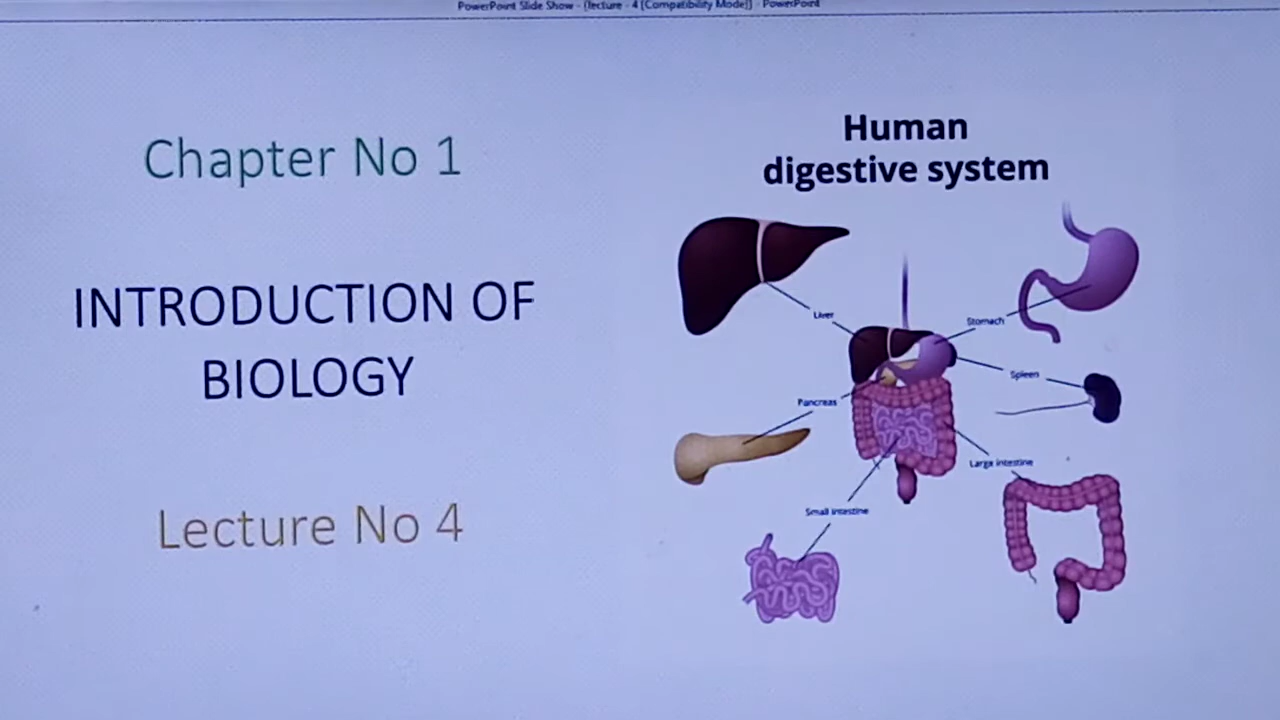 PowerPoint Slide Show - [lecture - 4 [Compatibility Mode]] - PowerPoint
Chapter No 1
INTRODUCTION OF
BIOLOGY
Lecture No 4
Human
digestive system
Liver
Stomach
Spleen
Pancreas
Large intestine
Small intestine